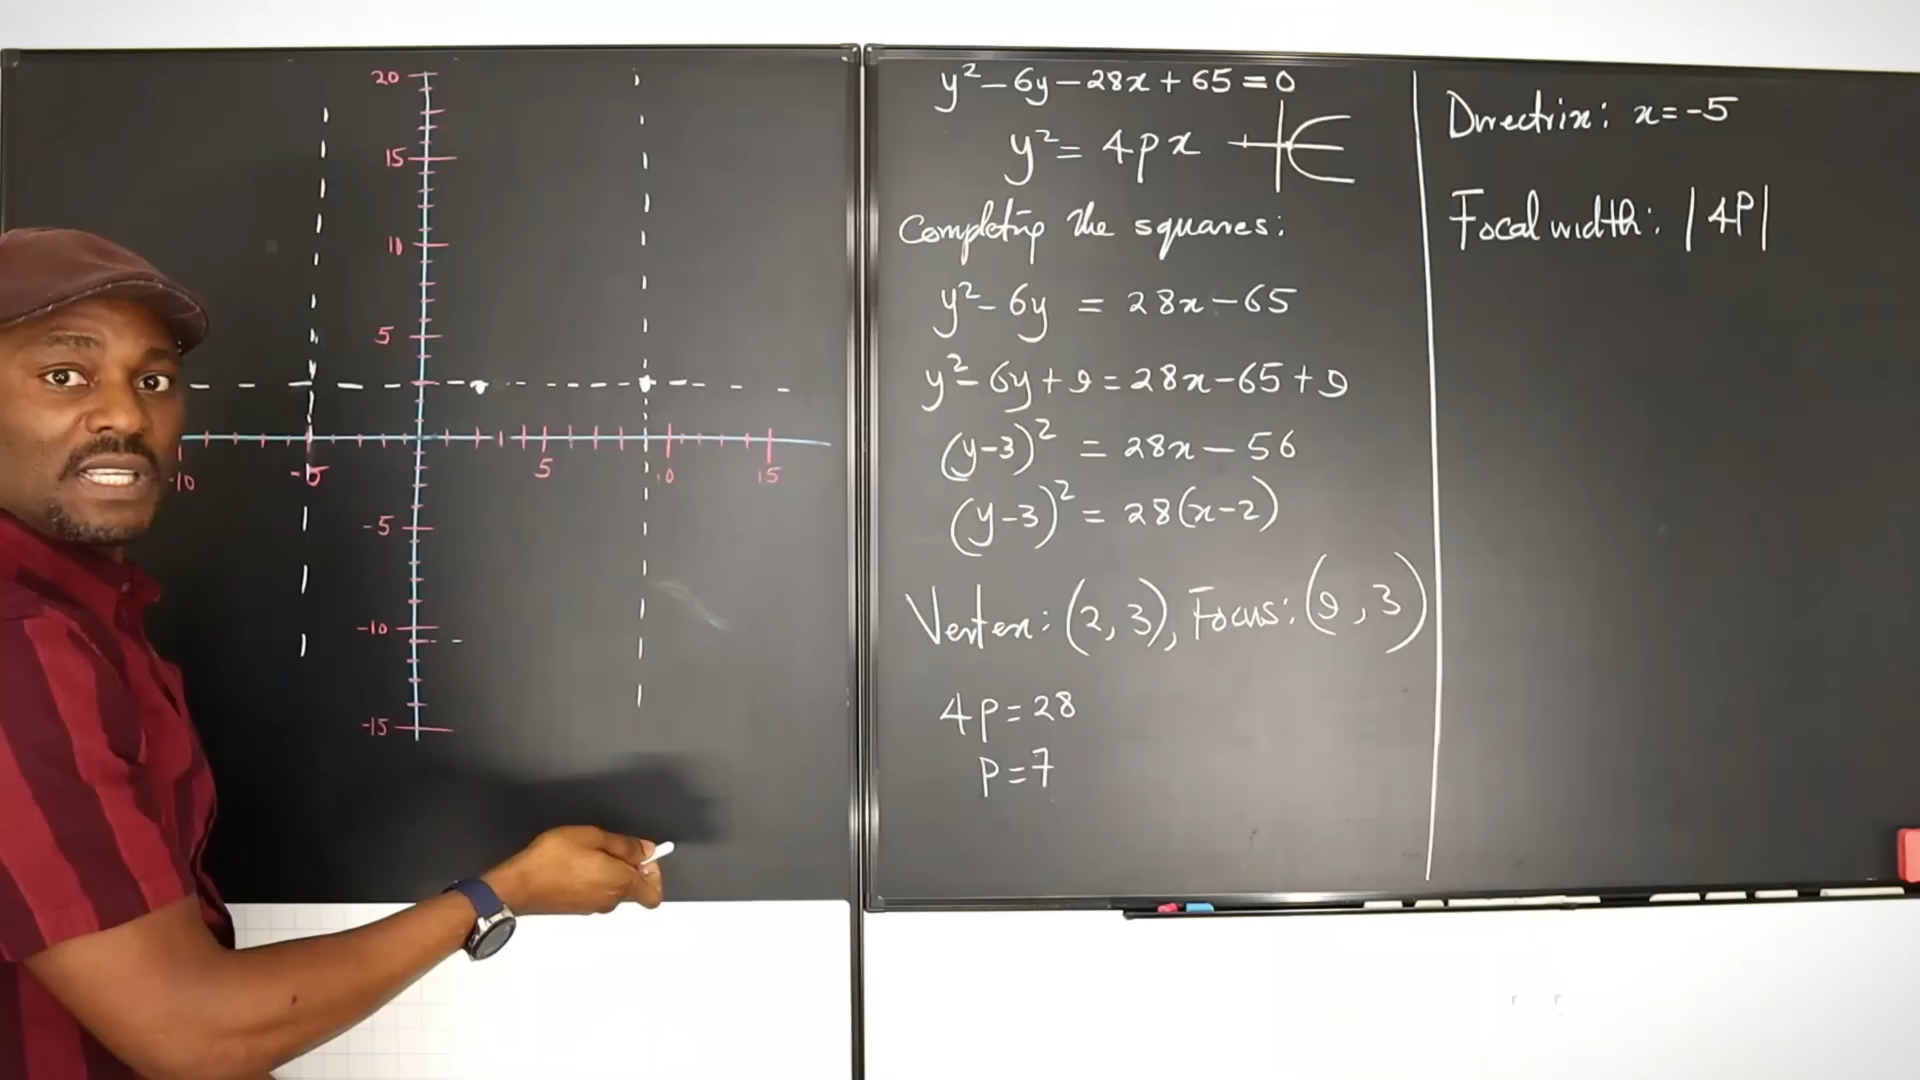 20
15
10
5
-10 -5 5 10 15
-5
-10
-15
y² - 6y - 28x + 65 = 0
y² = 4px
Completing the squares:
y² - 6y = 28x - 65
y² - 6y + 9 = 28x - 65 + 9
(y-3)² = 28x - 56
(y-3)² = 28(x-2)
Vertex: (2, 3), Focus: (9, 3)
4p = 28
P = 7
Directrix: x = -5
Focal width: |4P|